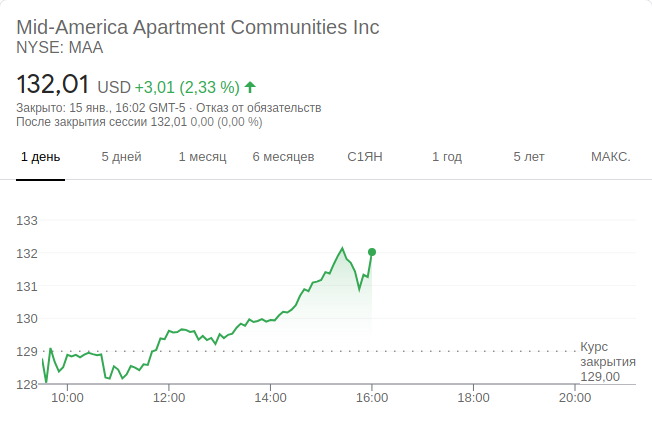 Mid-America Apartment Communities Inc
NYSE: MAA
132,01 USD +3,01 (2,33 %)
Закрыто: 15 янв., 16:02 GMT-5 · Отказ от обязательств
После закрытия сессии 132,01 0,00 (0,00 %)
1 день 5 дней 1 месяц 6 месяцев С1ЯН 1 год 5 лет МАКС.
133
132
131
130
129
128
Курс
закрытия
129,00
10:00 12:00 14:00 16:00 18:00 20:00